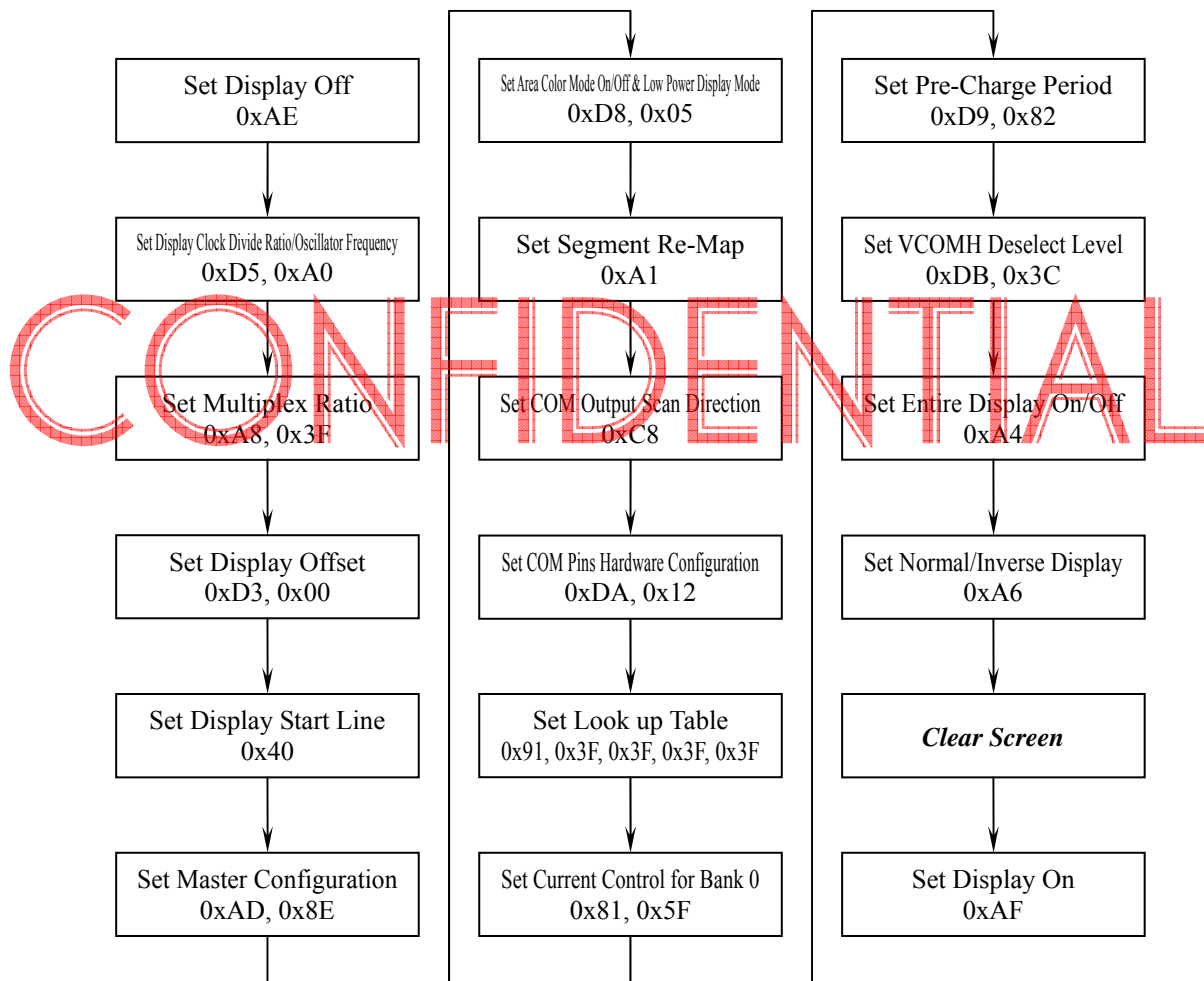 Set Display Off
0xAE
Set Display Clock Divide Ratio/Oscillator Frequency
0xD5, 0xA0
Set Multiplex Ratio
0xA8, 0x3F
Set Display Offset
0xD3, 0x00
Set Display Start Line
0x40
Set Master Configuration
0xAD, 0x8E
Set Area Color Mode On/Off & Low Power Display Mode
0xD8, 0x05
Set Segment Re-Map
0xA1
Set COM Output Scan Direction
0xC8
Set COM Pins Hardware Configuration
0xDA, 0x12
Set Look up Table
0x91, 0x3F, 0x3F, 0x3F, 0x3F
Set Current Control for Bank 0
0x81, 0x5F
Set Pre-Charge Period
0xD9, 0x82
Set VCOMH Deselect Level
0xDB, 0x3C
Set Entire Display On/Off
0xA4
Set Normal/Inverse Display
0xA6
Clear Screen
Set Display On
0xAF
CONFIDENTIAL